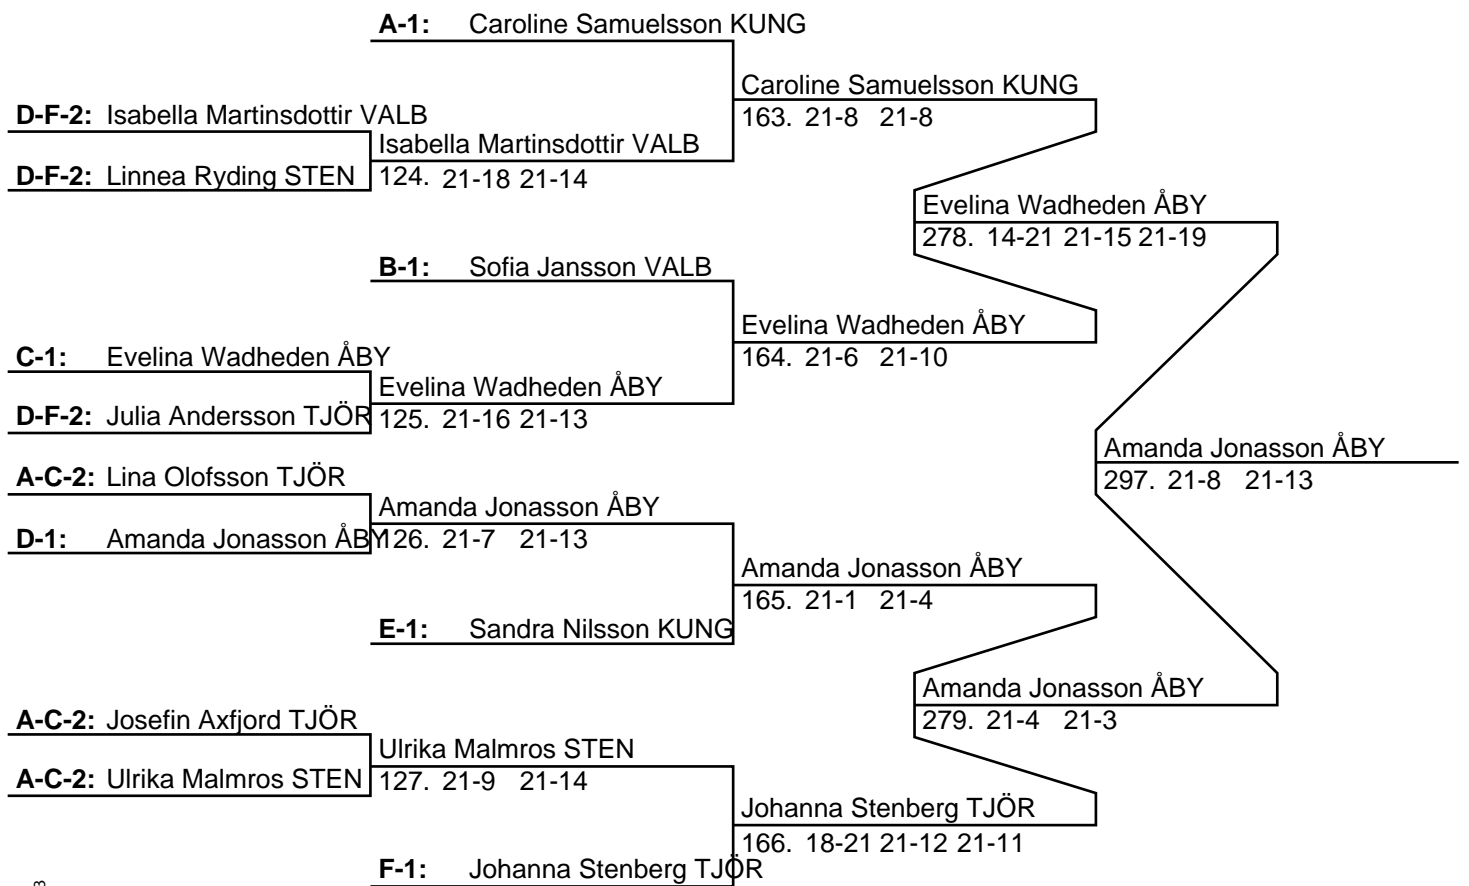 A-1: Caroline Samuelsson KUNG
Caroline Samuelsson KUNG
163. 21-8 21-8
D-F-2: Isabella Martinsdottir VALB
Isabella Martinsdottir VALB
124. 21-18 21-14
D-F-2: Linnea Ryding STEN
Evelina Wadheden ÅBY
278. 14-21 21-15 21-19
B-1: Sofia Jansson VALB
Evelina Wadheden ÅBY
164. 21-6 21-10
C-1: Evelina Wadheden ÅBY
Evelina Wadheden ÅBY
125. 21-16 21-13
D-F-2: Julia Andersson TJÖR
Amanda Jonasson ÅBY
297. 21-8 21-13
A-C-2: Lina Olofsson TJÖR
Amanda Jonasson ÅBY
126. 21-7 21-13
D-1: Amanda Jonasson ÅBY
Amanda Jonasson ÅBY
165. 21-1 21-4
E-1: Sandra Nilsson KUNG
Amanda Jonasson ÅBY
279. 21-4 21-3
A-C-2: Josefin Axfjord TJÖR
Ulrika Malmros STEN
127. 21-9 21-14
A-C-2: Ulrika Malmros STEN
Johanna Stenberg TJÖR
166. 18-21 21-12 21-11
F-1: Johanna Stenberg TJÖR